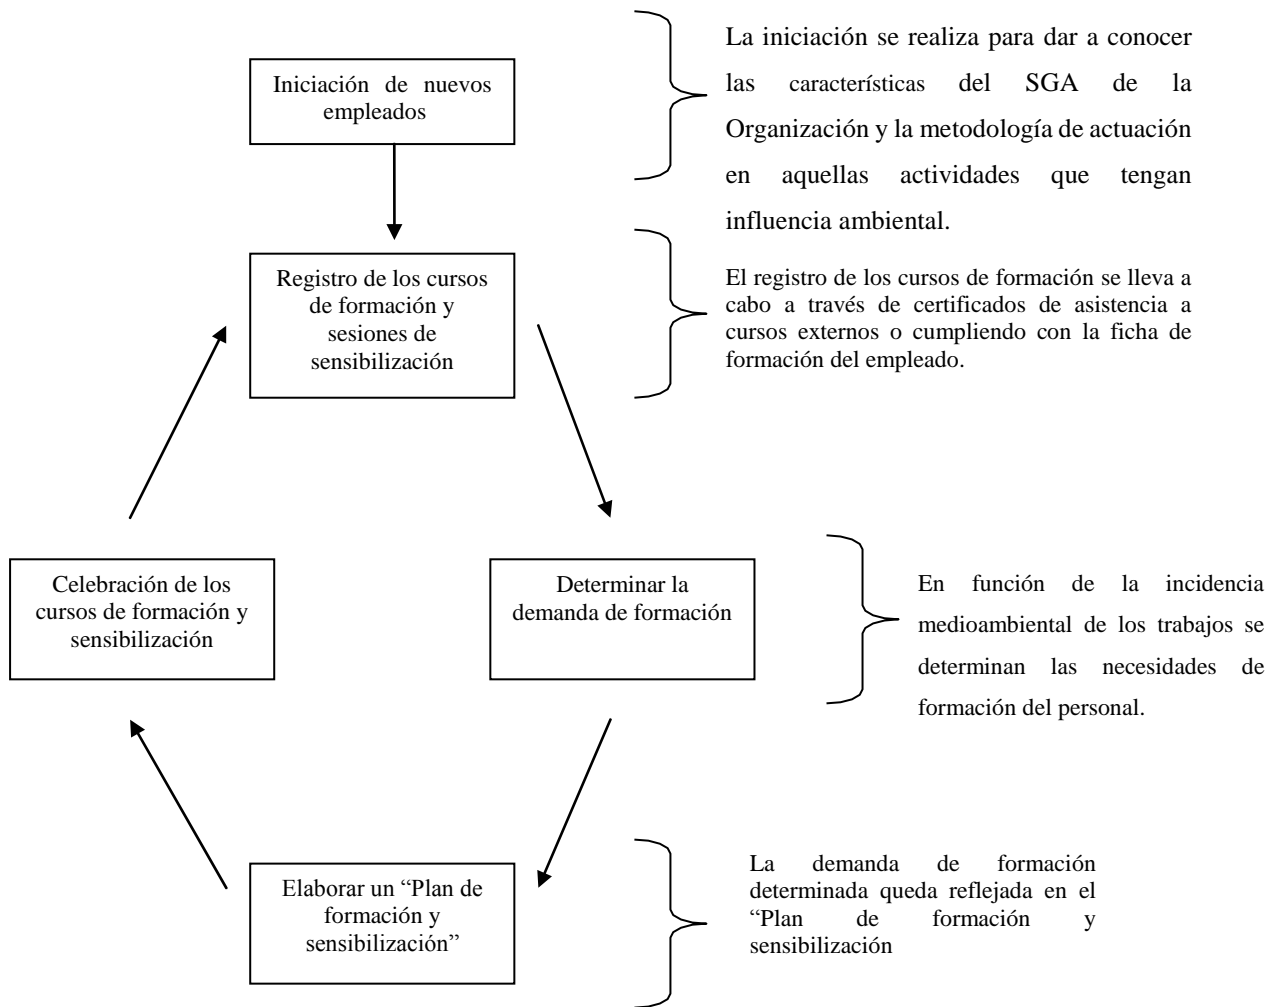 Iniciación de nuevos
empleados
La iniciación se realiza para dar a conocer
las características del SGA de la
Organización y la metodología de actuación
en aquellas actividades que tengan
influencia ambiental.
Registro de los cursos
de formación y
sesiones de
sensibilización
El registro de los cursos de formación se lleva a
cabo a través de certificados de asistencia a
cursos externos o cumpliendo con la ficha de
formación del empleado.
Celebración de los
cursos de formación y
sensibilización
Determinar la
demanda de formación
En función de la incidencia
medioambiental de los trabajos se
determinan las necesidades de
formación del personal.
Elaborar un “Plan de
formación y
sensibilización”
La demanda de formación
determinada queda reflejada en el
“Plan de formación y
sensibilización